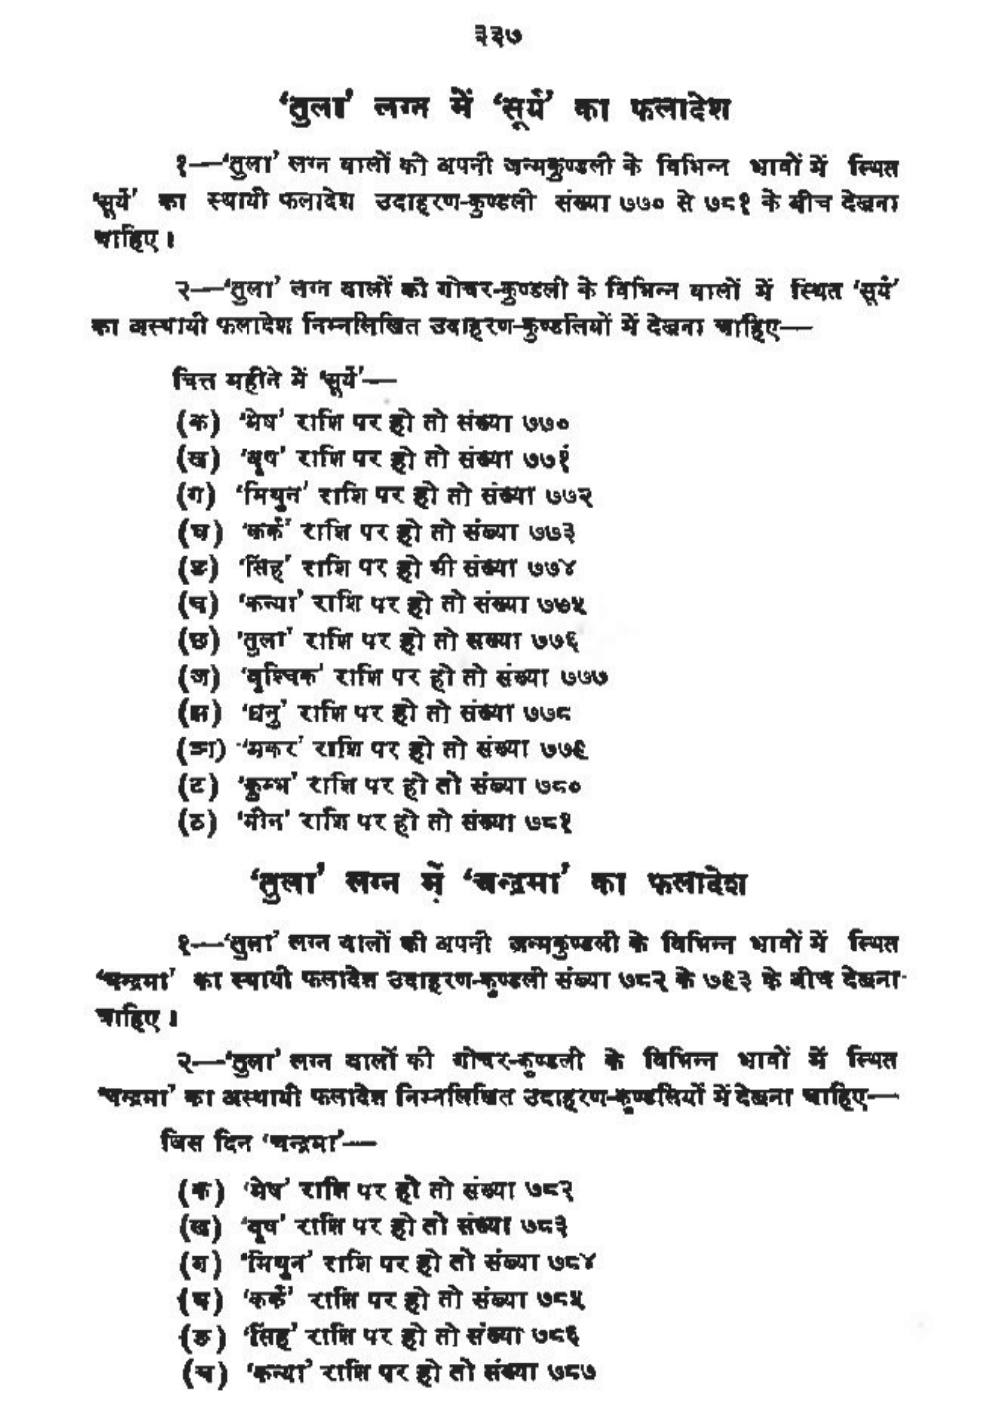 ३३७
'तुला' लग्न में 'सूर्य' का फलादेश
१—'तुला' लग्न वालों को अपनी जन्मकुण्डली के विभिन्न भावों में स्थित
'सूर्य' का स्थायी फलादेश उदाहरण-कुण्डली संख्या ७७० से ७८१ के बीच देखना
चाहिए ।
२—'तुला' लग्न वालों को गोचर-कुण्डली के विभिन्न वालों में स्थित 'सूर्य'
का अस्थायी फलादेश निम्नलिखित उदाहरण-कुण्डलियों में देखना चाहिए—
चित्त महीने में 'सूर्य'—
(क) 'मेष' राशि पर हो तो संख्या ७७०
(ख) 'वृष' राशि पर हो तो संख्या ७७१
(ग) 'मिथुन' राशि पर हो तो संख्या ७७२
(घ) 'कर्क' राशि पर हो तो संख्या ७७३
(ङ) 'सिंह' राशि पर हो भी संख्या ७७४
(च) 'कन्या' राशि पर हो तो संख्या ७७५
(छ) 'तुला' राशि पर हो तो सख्या ७७६
(ज) 'वृश्चिक' राशि पर हो तो संख्या ७७७
(झ) 'धनु' राशि पर हो तो संख्या ७७८
(ञा) 'मकर' राशि पर हो तो संख्या ७७९
(ट) 'कुम्भ' राशि पर हो तो संख्या ७८०
(ठ) 'मीन' राशि पर हो तो संख्या ७८१
'तुला' लग्न में 'चन्द्रमा' का फलादेश
१—'तुला' लग्न वालों की अपनी जन्मकुण्डली के विभिन्न भावों में स्थित
'चन्द्रमा' का स्थायी फलादेश उदाहरण-कुण्डली संख्या ७८२ के ७९३ के बीच देखना
चाहिए ।
२—'तुला' लग्न वालों की गोचर-कुण्डली के विभिन्न भावों में स्थित
'चन्द्रमा' का अस्थायी फलादेश निम्नलिखित उदाहरण-कुण्डलियों में देखना चाहिए—
जिस दिन 'चन्द्रमा'—
(क) 'मेष' राशि पर हो तो संख्या ७८२
(ख) 'वृष' राशि पर हो तो संख्या ७८३
(ग) 'मिथुन' राशि पर हो तो संख्या ७८४
(घ) 'कर्क' राशि पर हो तो संख्या ७८५
(ङ) 'सिंह' राशि पर हो तो संख्या ७८६
(च) 'कन्या' राशि पर हो तो संख्या ७८७